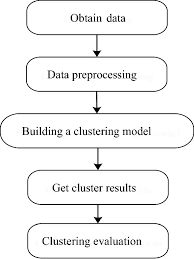 Obtain data
Data preprocessing
Building a clustering model
Get cluster results
Clustering evaluation